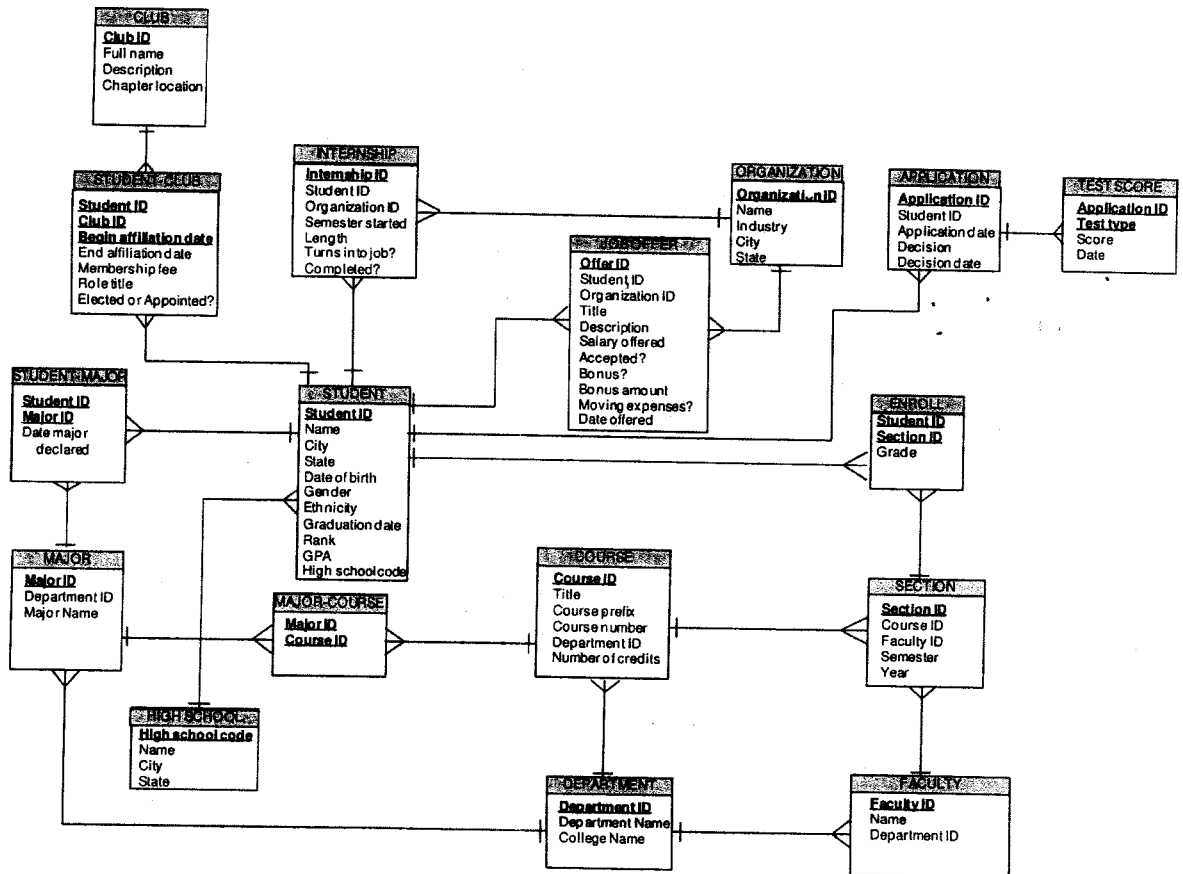 CLUB
Club ID
Full name
Description
Chapter location
STUDENT-CLUB
Student ID
Club ID
Begin affiliation date
End affiliation date
Membership fee
Role title
Elected or Appointed?
INTERNSHIP
Internship ID
Student ID
Organization ID
Semester started
Length
Turns into job?
Completed?
JOB OFFER
Offer ID
Student ID
Organization ID
Title
Description
Salary offered
Accepted?
Bonus?
Bonus amount
Moving expenses?
Date offered
ORGANIZATION
Organization ID
Name
Industry
City
State
APPLICATION
Application ID
Student ID
Application date
Decision
Decision date
TEST SCORE
Application ID
Test type
Score
Date
STUDENT-MAJOR
Student ID
Major ID
Date major
declared
STUDENT
Student ID
Name
City
State
Date of birth
Gender
Ethnicity
Graduation date
Rank
GPA
High school code
ENROLL
Student ID
Section ID
Grade
MAJOR
Major ID
Department ID
Major Name
MAJOR-COURSE
Major ID
Course ID
COURSE
Course ID
Title
Course prefix
Course number
Department ID
Number of credits
SECTION
Section ID
Course ID
Faculty ID
Semester
Year
HIGH SCHOOL
High school code
Name
City
State
DEPARTMENT
Department ID
Department Name
College Name
FACULTY
Faculty ID
Name
Department ID